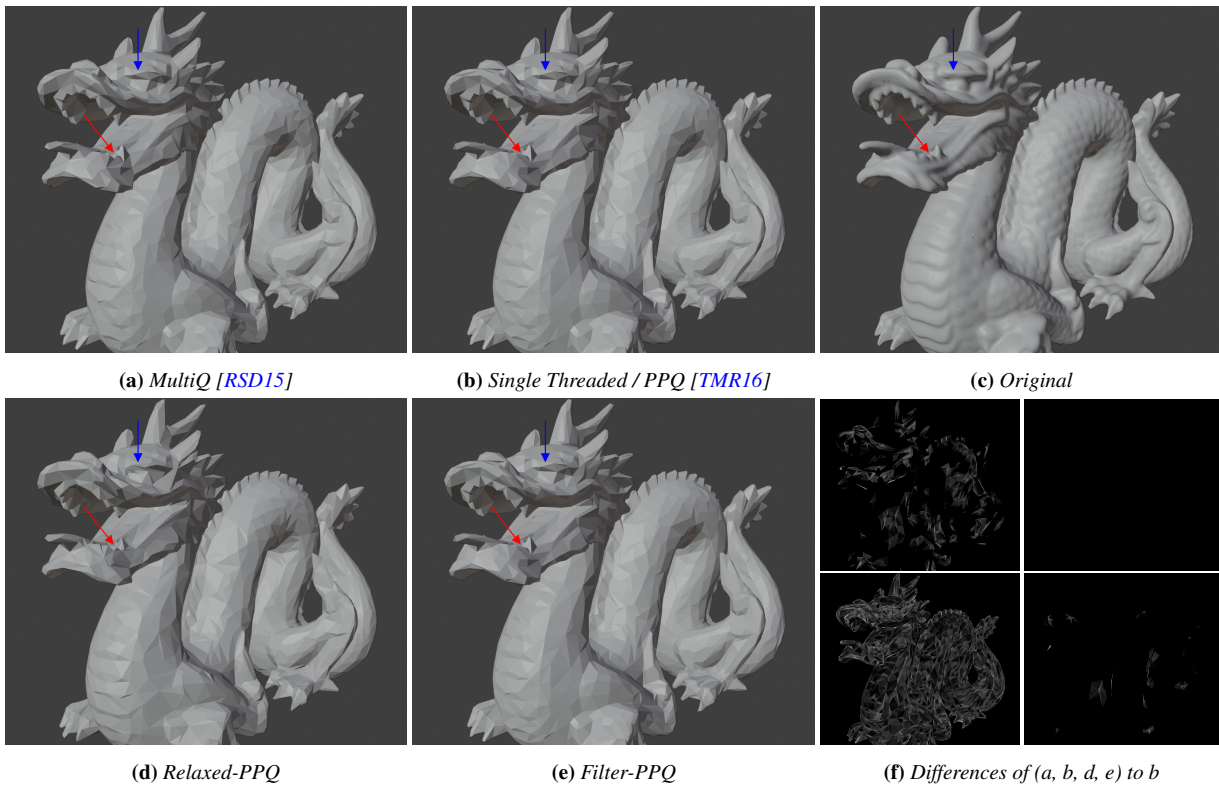 (a) MultiQ [RSD15]
(b) Single Threaded / PPQ [TMR16]
(c) Original
(d) Relaxed-PPQ
(e) Filter-PPQ
(f) Differences of (a, b, d, e) to b